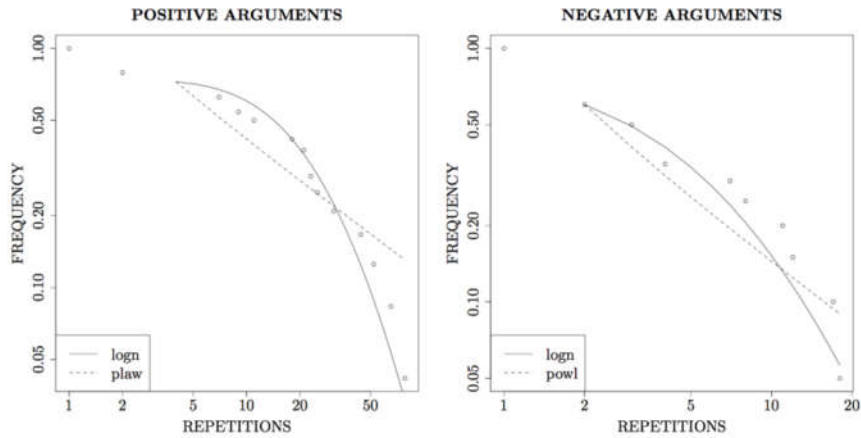 POSITIVE ARGUMENTS
FREQUENCY
1.00
0.50
0.20
0.10
0.05
logn
plaw
1 2 5 10 20 50
REPETITIONS
NEGATIVE ARGUMENTS
FREQUENCY
1.00
0.50
0.20
0.10
0.05
logn
powl
1 2 5 10 20
REPETITIONS